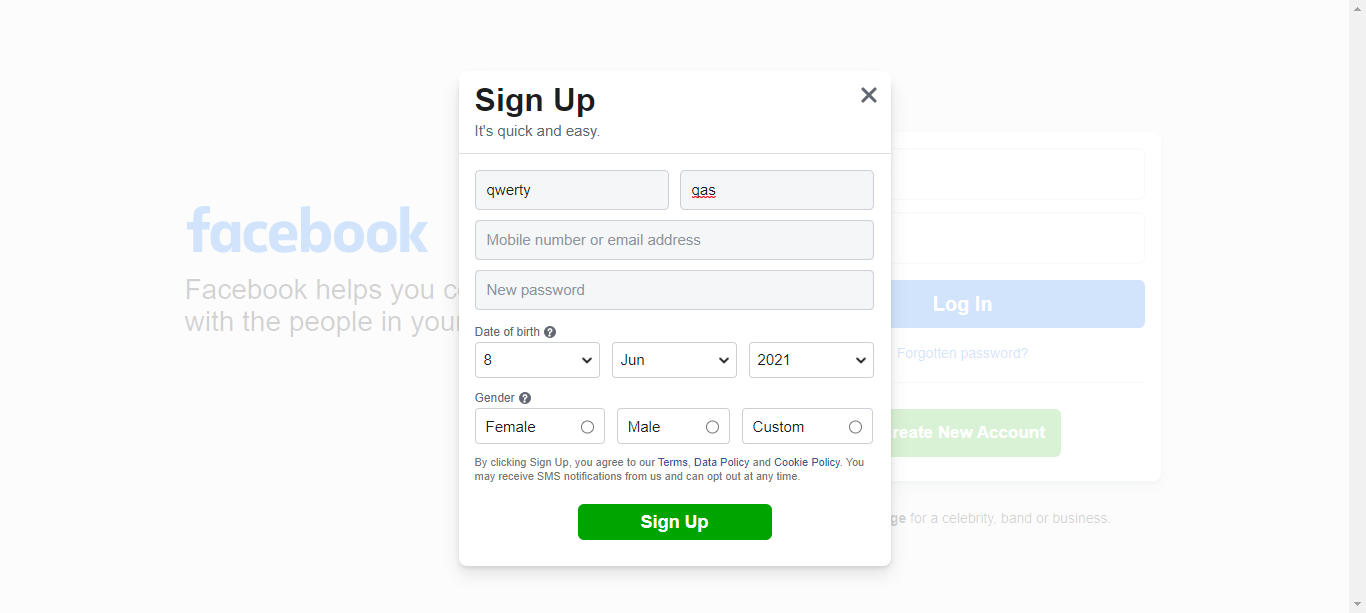 Sign Up
It's quick and easy.
qwerty
gas
Mobile number or email address
New password
Date of birth
8
Jun
2021
Gender
Female
Male
Custom
By clicking Sign Up, you agree to our Terms, Data Policy and Cookie Policy. You
may receive SMS notifications from us and can opt out at any time.
Sign Up
facebook
Facebook helps you c
with the people in your
Log In
Forgotten password?
reate New Account
ge for a celebrity, band or business.